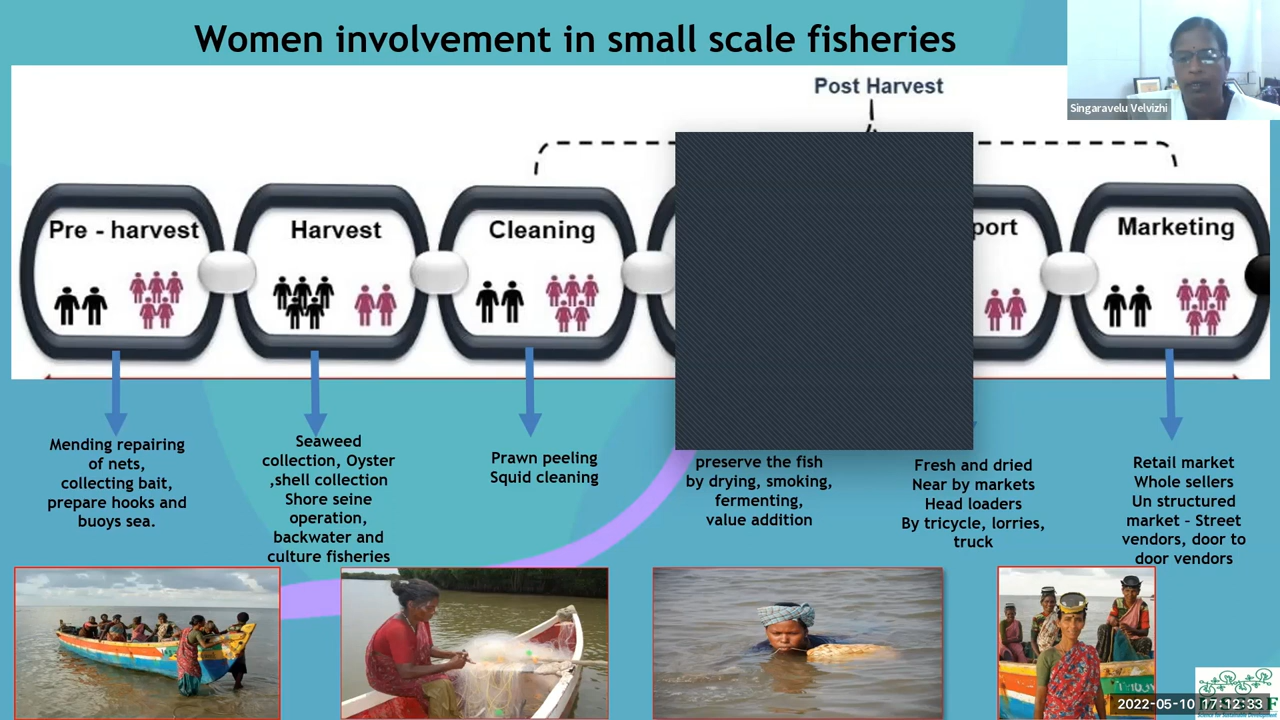 Women involvement in small scale fisheries
Singaravelu Velvizhi
Post Harvest
Pre - harvest
Harvest
Cleaning
port
Marketing
Mending repairing
of nets,
collecting bait,
prepare hooks and
buoys sea.
Seaweed
collection, Oyster
,shell collection
Shore seine
operation,
backwater and
culture fisheries
Prawn peeling
Squid cleaning
preserve the fish
by drying, smoking,
fermenting,
value addition
Fresh and dried
Near by markets
Head loaders
By tricycle, lorries,
truck
Retail market
Whole sellers
Un structured
market – Street
vendors, door to
door vendors
2022-05-10 17:12:33